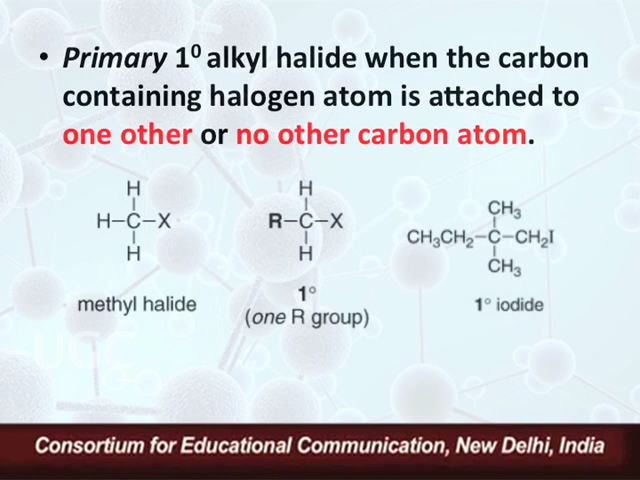 • Primary 1⁰ alkyl halide when the carbon
containing halogen atom is attached to
one other or no other carbon atom.
H
H–C–X
H
methyl halide
H
R–C–X
H
1°
(one R group)
CH₃
CH₃CH₂–C–CH₂I
CH₃
1° iodide
UGC
Consortium for Educational Communication, New Delhi, India